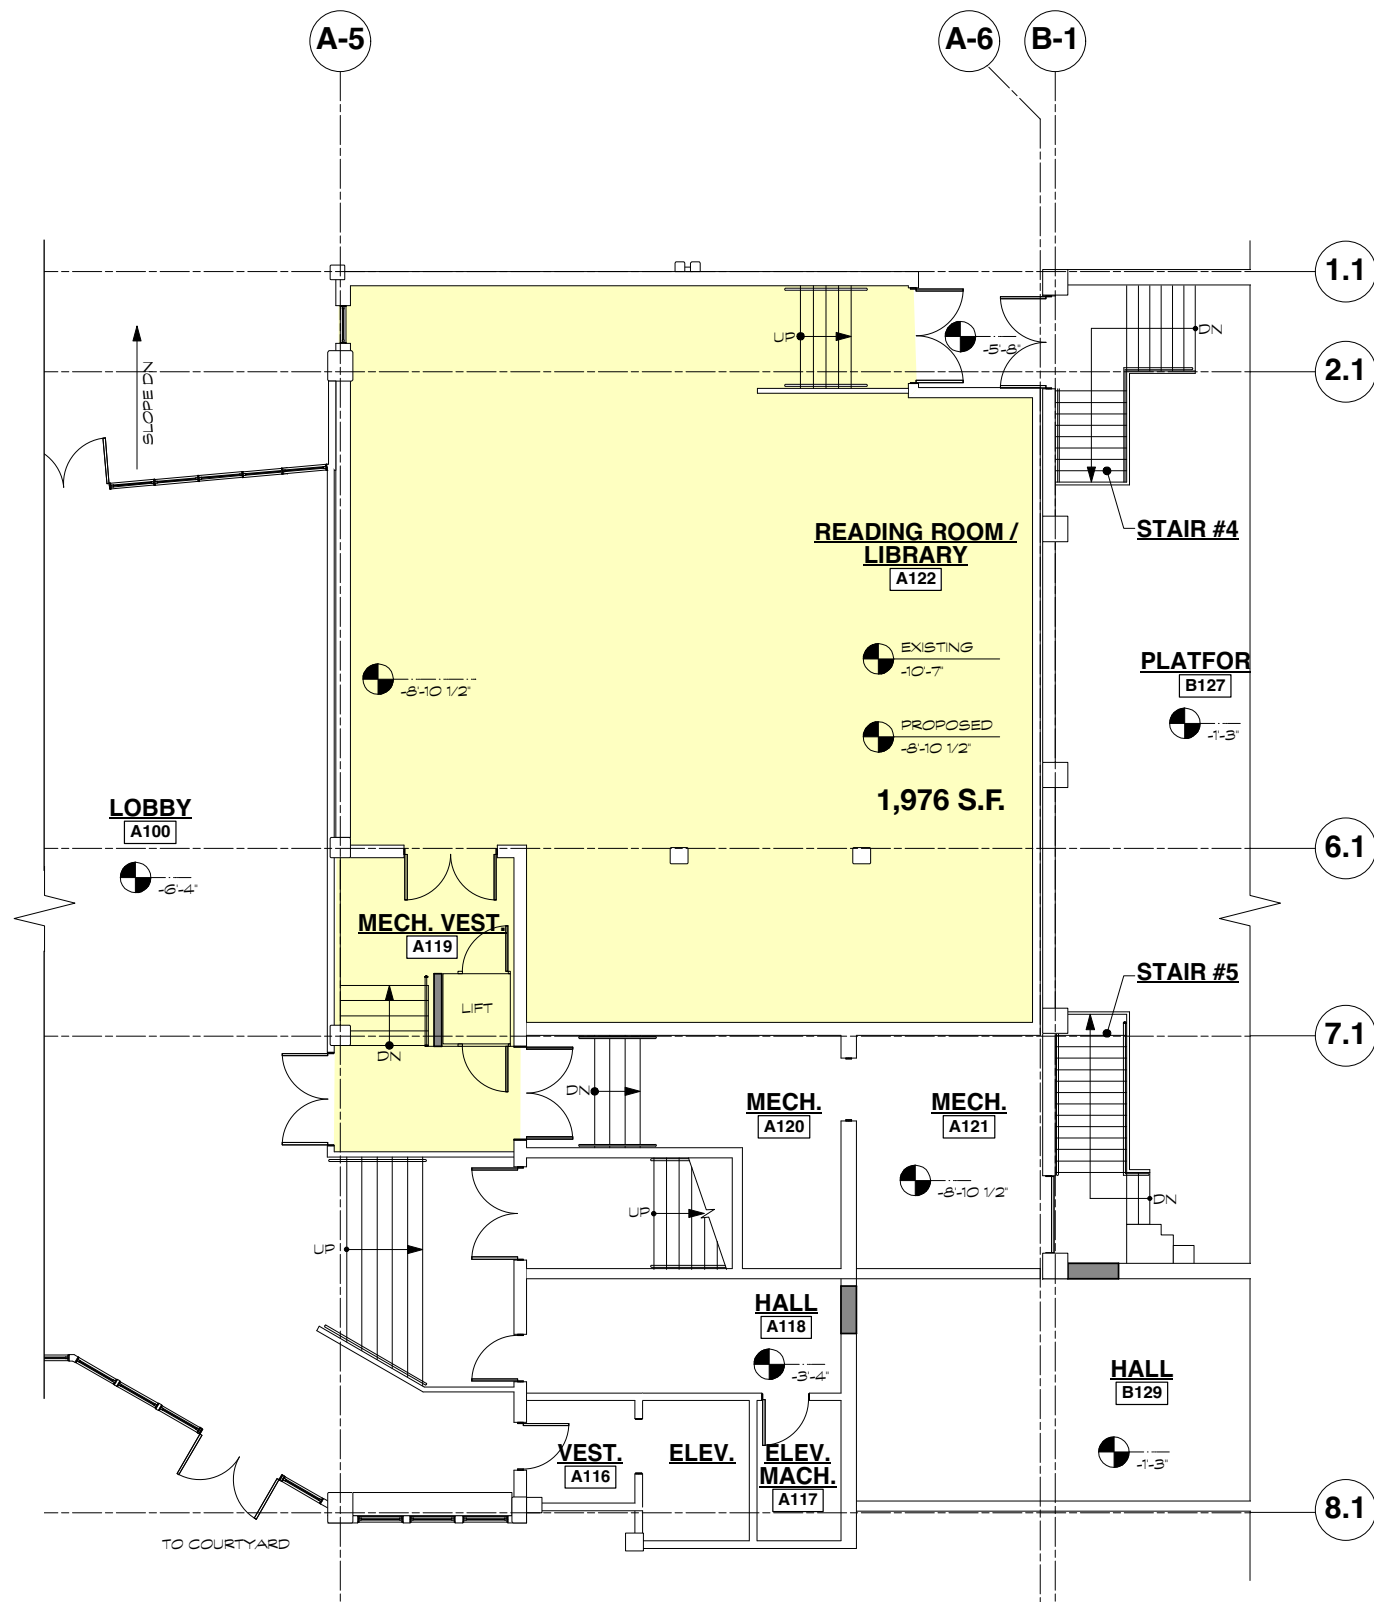 A-5
A-6
B-1
1.1
UP
-5'-8"
DN
2.1
SLOPE DN
READING ROOM /
LIBRARY
A122
STAIR #4
EXISTING
-10'-7"
PLATFOR
B127
-8'-10 1/2"
PROPOSED
-8'-10 1/2"
-1'-3"
1,976 S.F.
LOBBY
A100
6.1
-6'-4"
MECH. VEST.
A119
STAIR #5
LIFT
7.1
DN
DN
MECH.
A120
MECH.
A121
-8'-10 1/2"
DN
UP
UP
HALL
A118
-3'-4"
HALL
B129
VEST.
A116
ELEV.
ELEV.
MACH.
A117
-1'-3"
8.1
TO COURTYARD